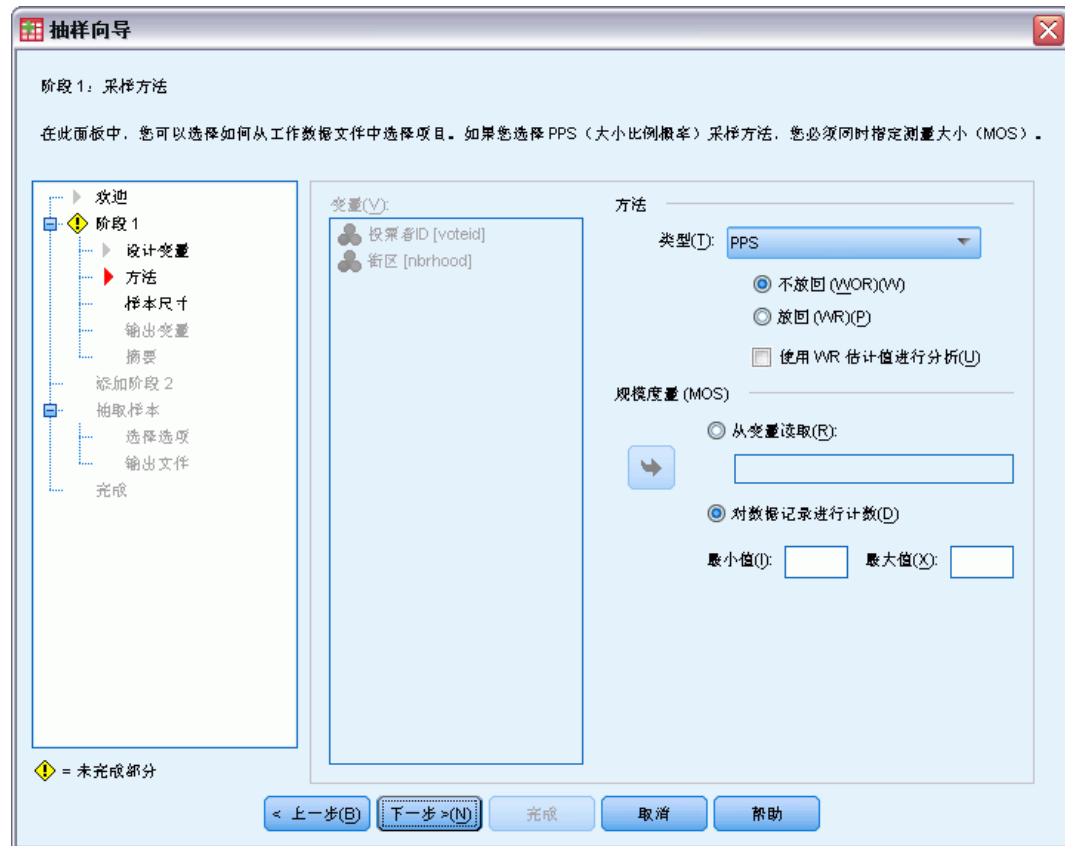 抽样向导
阶段 1：采样方法
在此面板中，您可以选择如何从工作数据文件中选择项目。如果您选择 PPS（大小比例概率）采样方法，您必须同时指定测量大小（MOS）。
欢迎
阶段 1
设计变量
方法
样本尺寸
输出变量
摘要
添加阶段 2
抽取样本
选择选项
输出文件
完成
! = 未完成部分
变量(V):
投票者ID [voteid]
街区 [nbrhood]
方法
类型(T): PPS
不放回 (WOR)(W)
放回 (WR)(P)
使用 WR 估计值进行分析(U)
规模度量 (MOS)
从变量读取(R):
对数据记录进行计数(D)
最小值(I): 最大值(X):
< 上一步(B) 下一步 >(N) 完成 取消 帮助